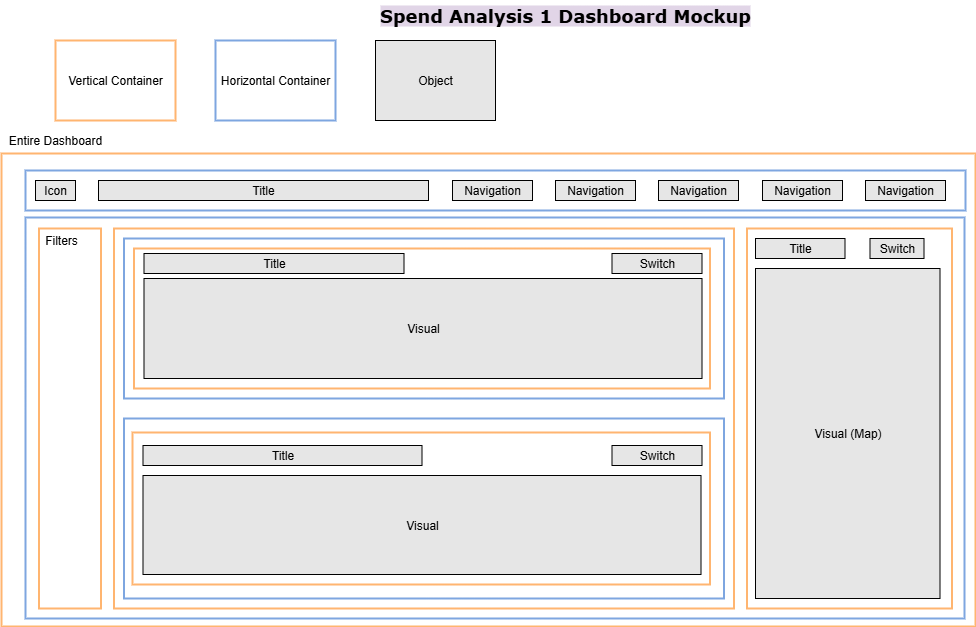 Spend Analysis 1 Dashboard Mockup
Vertical Container
Horizontal Container
Object
Entire Dashboard
Icon
Title
Navigation
Navigation
Navigation
Navigation
Navigation
Filters
Title
Switch
Visual
Title
Switch
Visual
Title
Switch
Visual (Map)